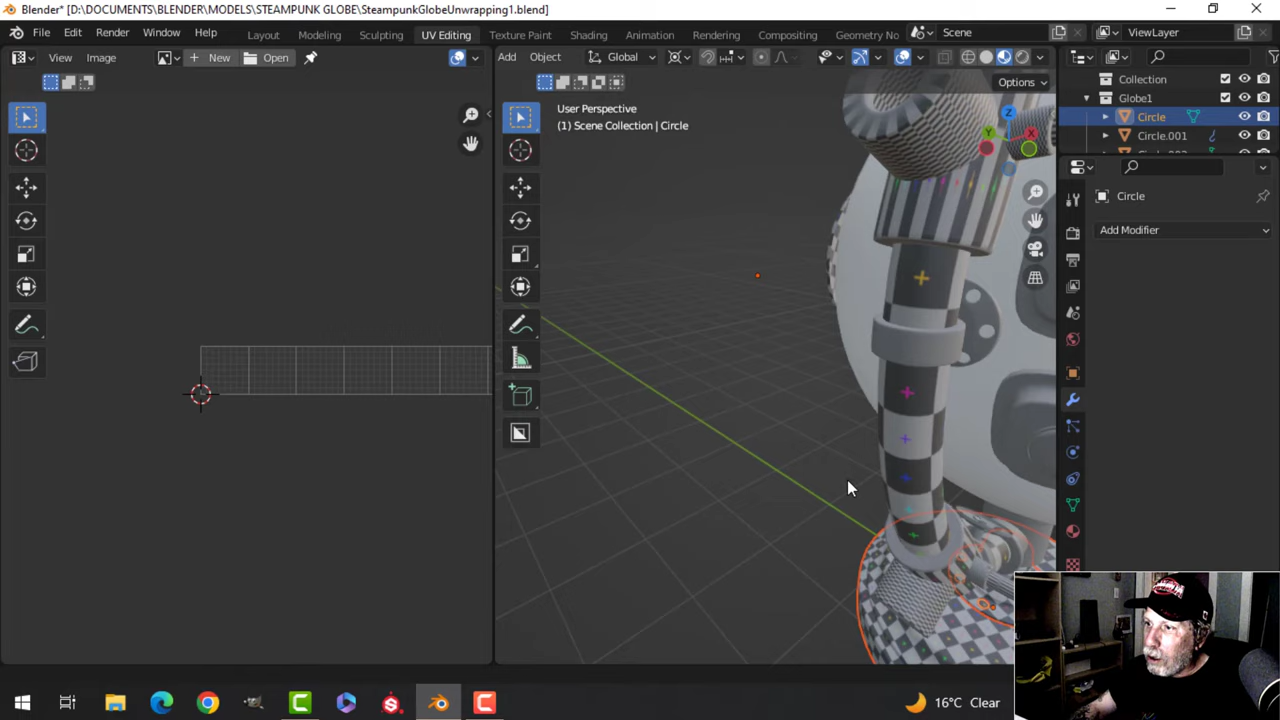 Blender* [D:\DOCUMENTS\BLENDER\MODELS\STEAMPUNK GLOBE\SteampunkGlobeUnwrapping1.blend]
File Edit Render Window Help Layout Modeling Sculpting UV Editing Texture Paint Shading Animation Rendering Compositing Geometry No Scene ViewLayer
View Image New Open Add Object Global
Options
Collection
Globe1
Circle
Circle.001
User Perspective
(1) Scene Collection | Circle
Z
Y
X
Circle
Add Modifier
16°C Clear